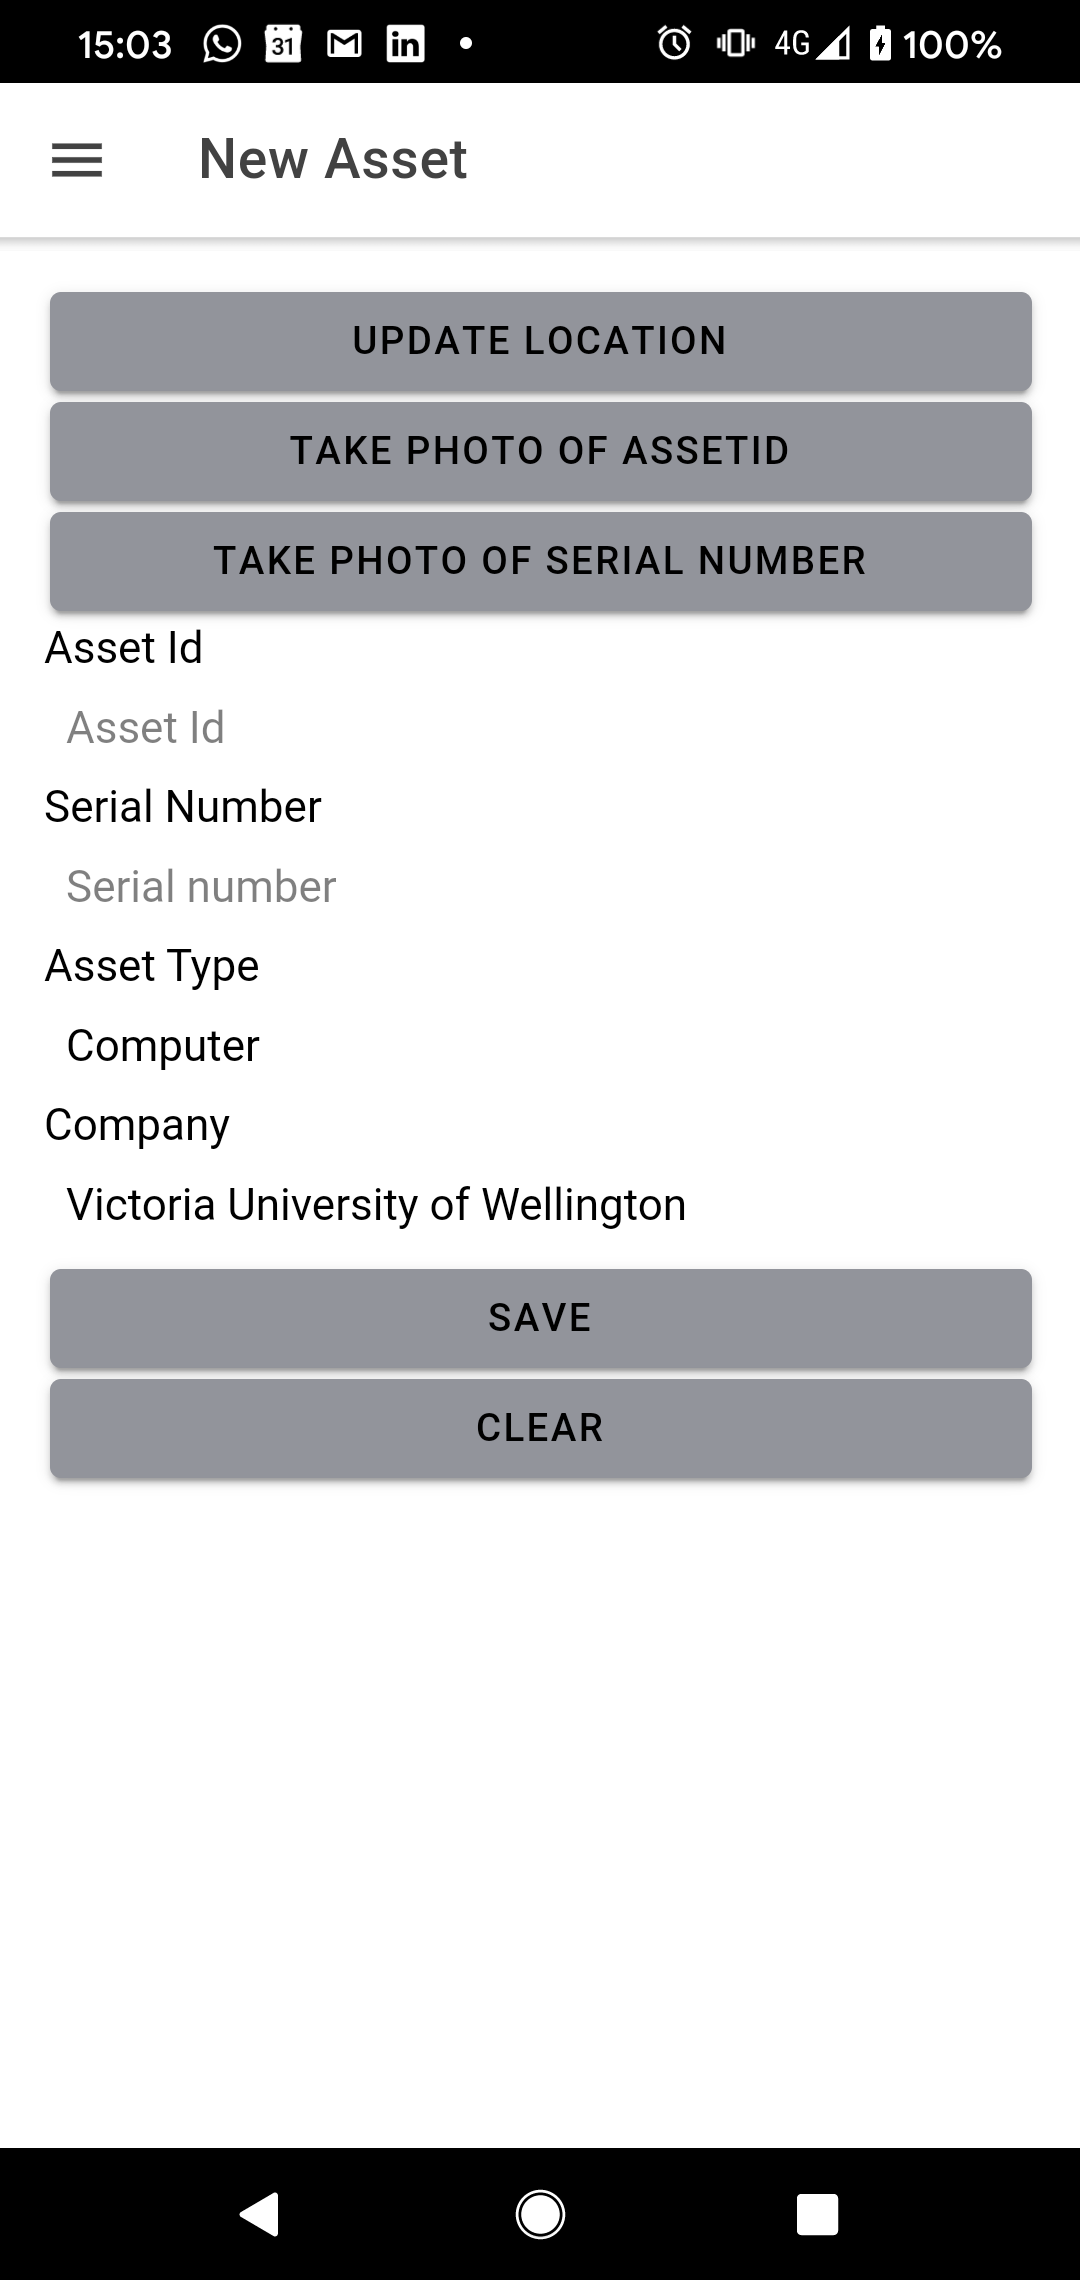 15:03 31 4G 100%
New Asset
UPDATE LOCATION
TAKE PHOTO OF ASSETID
TAKE PHOTO OF SERIAL NUMBER
Asset Id
Asset Id
Serial Number
Serial number
Asset Type
Computer
Company
Victoria University of Wellington
SAVE
CLEAR